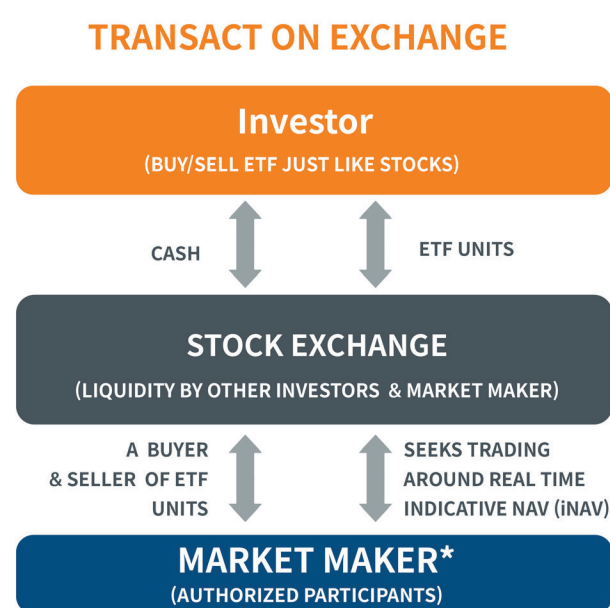 TRANSACT ON EXCHANGE
Investor
(BUY/SELL ETF JUST LIKE STOCKS)
CASH
ETF UNITS
STOCK EXCHANGE
(LIQUIDITY BY OTHER INVESTORS & MARKET MAKER)
A BUYER
& SELLER OF ETF
UNITS
SEEKS TRADING
AROUND REAL TIME
INDICATIVE NAV (iNAV)
MARKET MAKER*
(AUTHORIZED PARTICIPANTS)